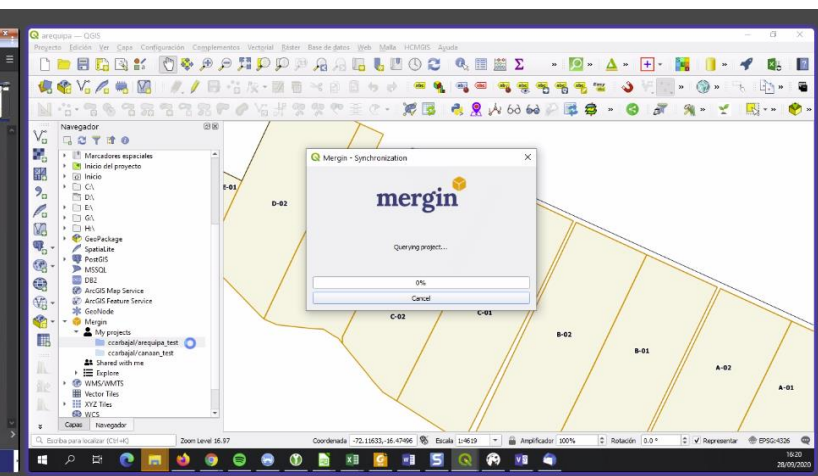 arequipa — QGIS
Proyecto Edición Ver Capa Configuración Complementos Vectorial Ráster Base de datos Web Malla HCMGIS Ayuda
Navegador
Marcadores espaciales
Inicio del proyecto
Inicio
C:\
D:\
E:\
G:\
H:\
GeoPackage
SpatiaLite
PostGIS
MSSQL
DB2
ArcGIS Map Service
ArcGIS Feature Service
GeoNode
Mergin
My projects
ccarbajal/arequipa_test
ccarbajal/canaan_test
Shared with me
Explore
WMS/WMTS
Vector Tiles
XYZ Tiles
WCS
Capas Navegador
E-01
D-02
Mergin - Synchronization
mergin
Querying project...
0%
Cancel
C-02
C-01
B-02
B-01
A-02
A-01
Escriba para localizar (Ctrl+K) Zoom Level 16.97 Coordenada -72.11633,-16.47496 Escala 1:4619 Amplificador 100% Rotación 0.0 ° Representar EPSG:4326
16:20
28/09/2020